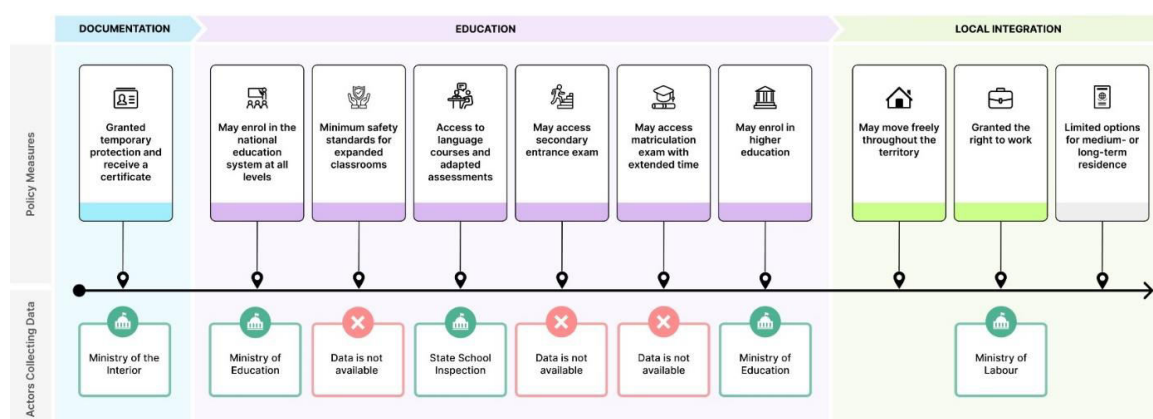 DOCUMENTATION
EDUCATION
LOCAL INTEGRATION
Policy Measures
Granted
temporary
protection and
receive a
certificate
May enrol in the
national
education
system at all
levels
Minimum safety
standards for
expanded
classrooms
Access to
language
courses and
adapted
assessments
May access
secondary
entrance exam
May access
matriculation
exam with
extended time
May enrol in
higher
education
May move freely
throughout the
territory
Granted the
right to work
Limited options
for medium- or
long-term
residence
Actors Collecting Data
Ministry of the
Interior
Ministry of
Education
Data is not
available
State School
Inspection
Data is not
available
Data is not
available
Ministry of
Education
Ministry of
Labour